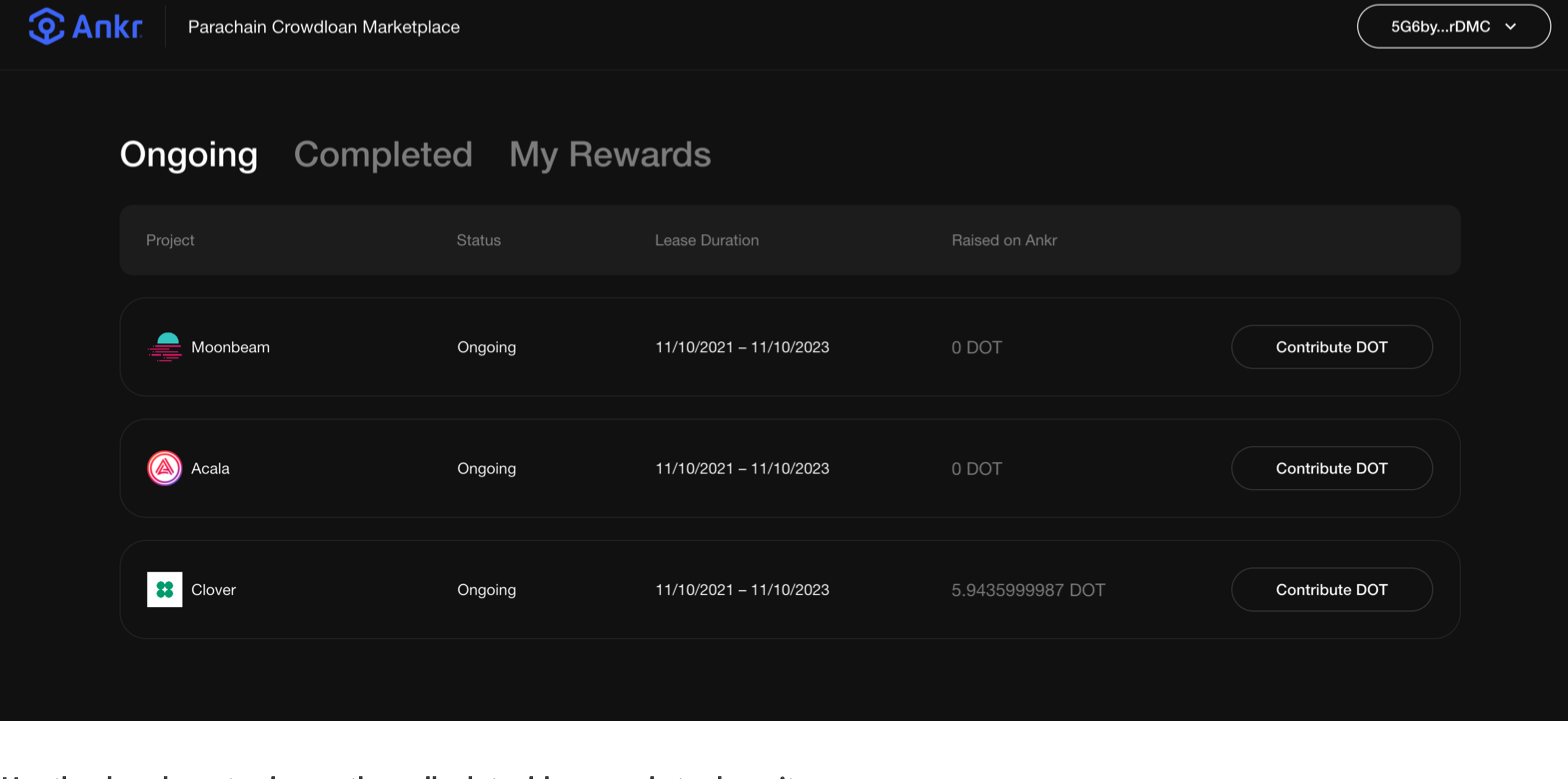 Ankr
Parachain Crowdloan Marketplace
5G6by...rDMC
Ongoing Completed My Rewards
Project Status Lease Duration Raised on Ankr
Moonbeam Ongoing 11/10/2021 – 11/10/2023 0 DOT Contribute DOT
Acala Ongoing 11/10/2021 – 11/10/2023 0 DOT Contribute DOT
Clover Ongoing 11/10/2021 – 11/10/2023 5.9435999987 DOT Contribute DOT